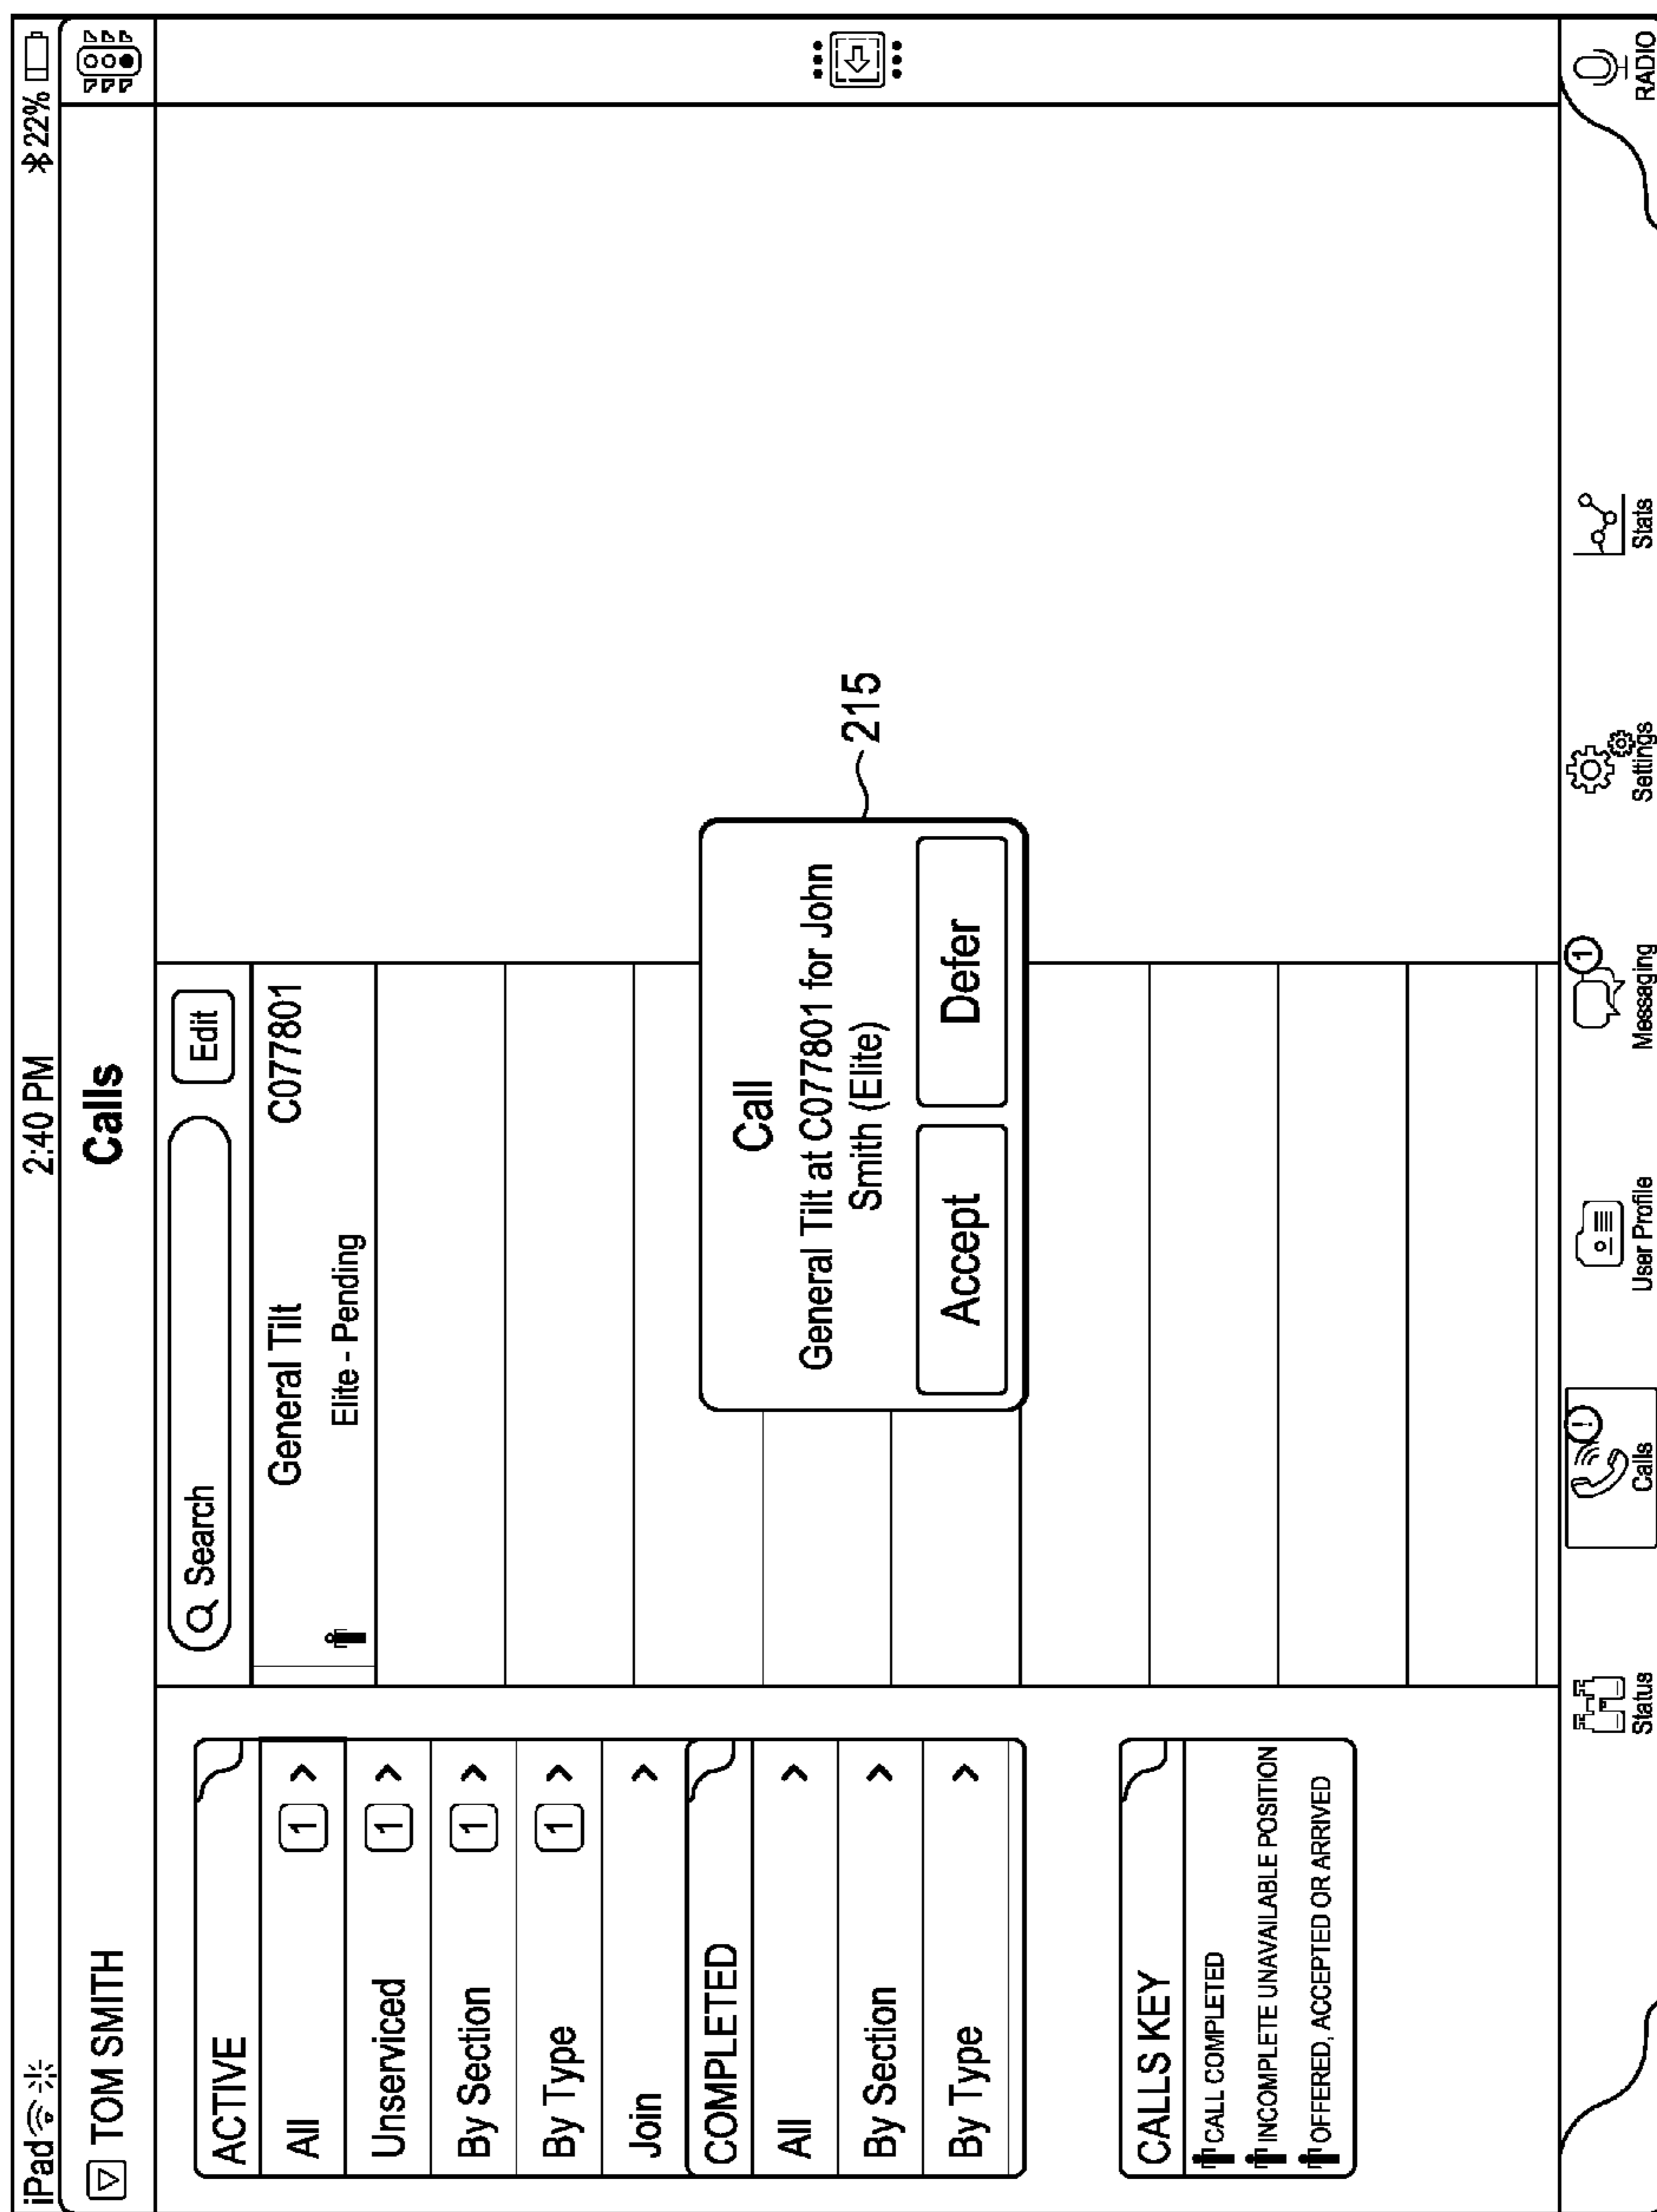 iPad
2:40 PM
22%
TOM SMITH
Calls
ACTIVE
All 1 >
Unserviced 1 >
By Section 1 >
By Type 1 >
Join >
COMPLETED
All >
By Section >
By Type >
CALLS KEY
CALL COMPLETED
INCOMPLETE UNAVAILABLE POSITION
OFFERED, ACCEPTED OR ARRIVED
Search
Edit
General Tilt C077801
Elite - Pending
Call
General Tilt at C077801 for John
Smith (Elite)
Accept
Defer
215
Status
!
Calls
User Profile
1
Messaging
Settings
Stats
RADIO